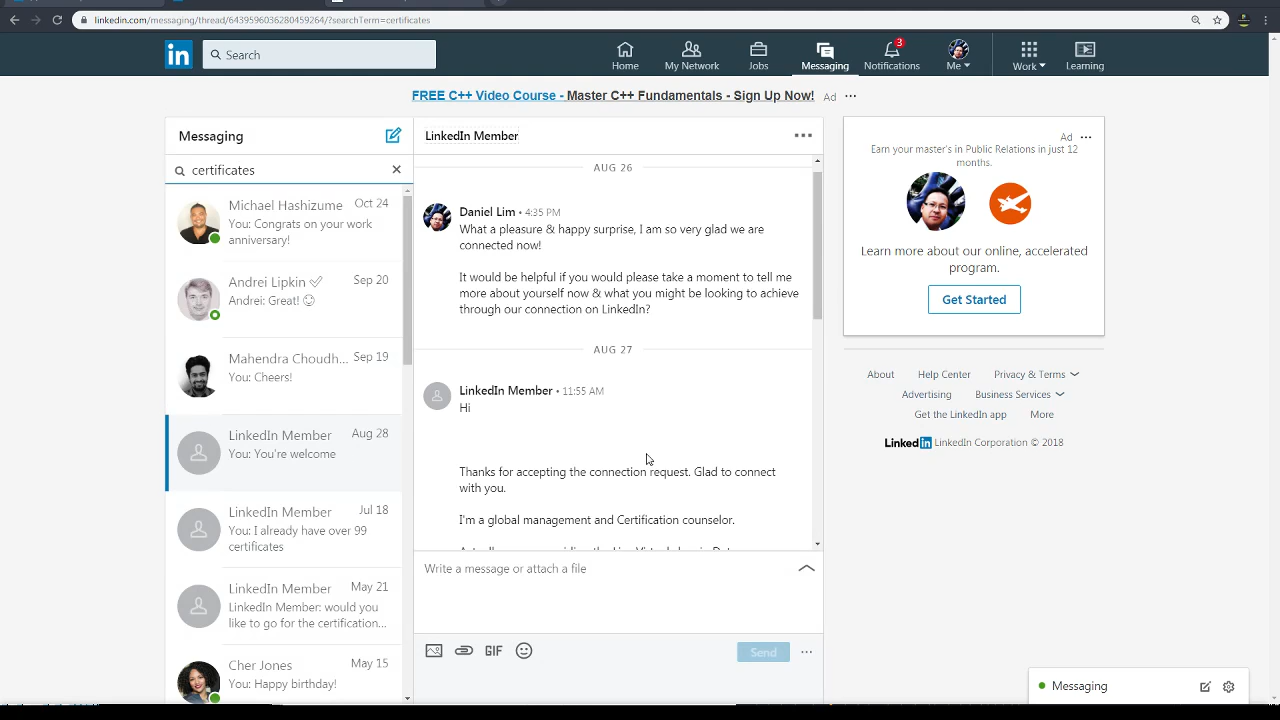 linkedin.com/messaging/thread/6439596036280459264/?searchTerm=certificates
in
Search
Home
My Network
Jobs
Messaging
3
Notifications
Me
Work
Learning
FREE C++ Video Course - Master C++ Fundamentals - Sign Up Now! Ad
Messaging
certificates
Michael Hashizume Oct 24
You: Congrats on your work
anniversary!
Andrei Lipkin Sep 20
Andrei: Great!
Mahendra Choudh... Sep 19
You: Cheers!
LinkedIn Member Aug 28
You: You're welcome
LinkedIn Member Jul 18
You: I already have over 99
certificates
LinkedIn Member May 21
LinkedIn Member: would you
like to go for the certification...
Cher Jones May 15
You: Happy birthday!
LinkedIn Member
AUG 26
Daniel Lim • 4:35 PM
What a pleasure & happy surprise, I am so very glad we are
connected now!
It would be helpful if you would please take a moment to tell me
more about yourself now & what you might be looking to achieve
through our connection on LinkedIn?
AUG 27
LinkedIn Member • 11:55 AM
Hi
Thanks for accepting the connection request. Glad to connect
with you.
I'm a global management and Certification counselor.
Write a message or attach a file
GIF
Send
Ad
Earn your master's in Public Relations in just 12
months.
Learn more about our online, accelerated
program.
Get Started
About Help Center Privacy & Terms
Advertising Business Services
Get the LinkedIn app More
LinkedIn LinkedIn Corporation © 2018
Messaging